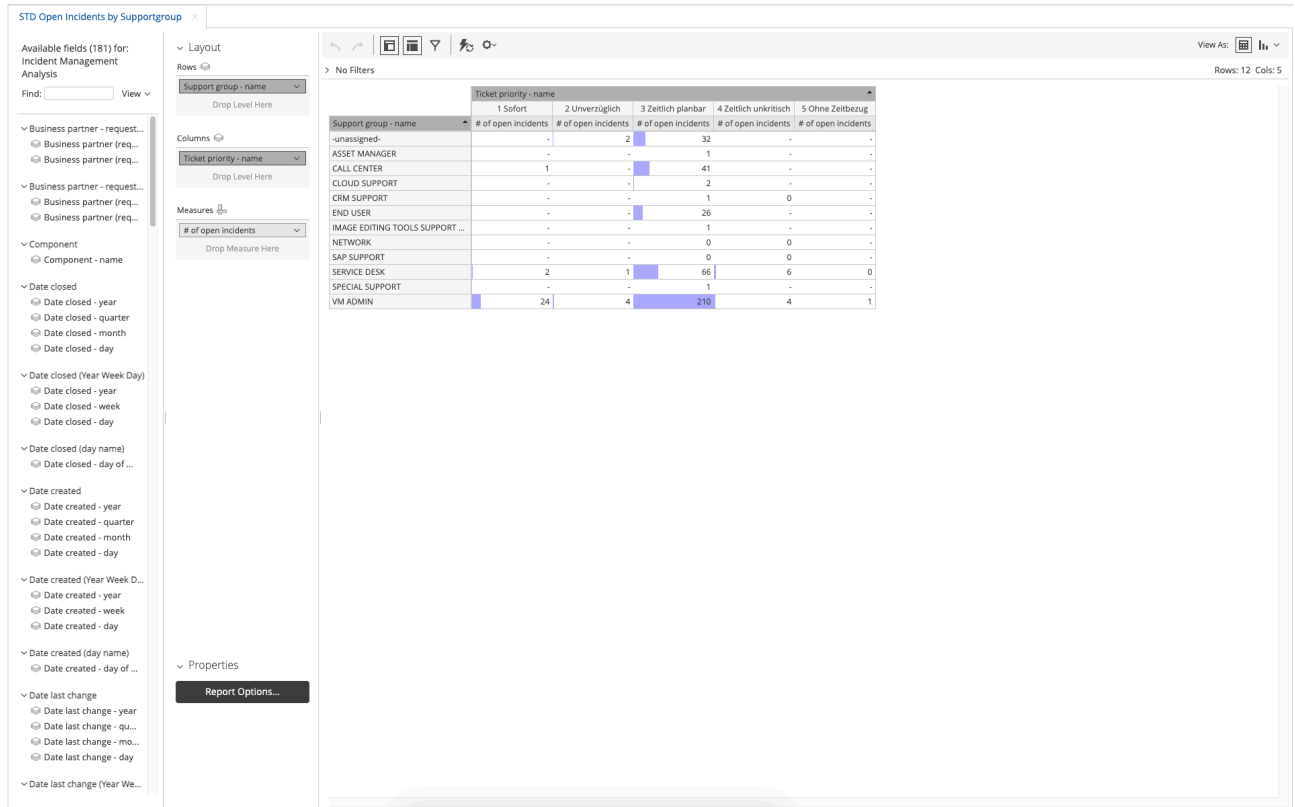 STD Open Incidents by Supportgroup
Available fields (181) for:
Incident Management
Analysis
Find:
View
Business partner - request...
Business partner (req...
Business partner (req...
Business partner - request...
Business partner (req...
Business partner (req...
Component
Component - name
Date closed
Date closed - year
Date closed - quarter
Date closed - month
Date closed - day
Date closed (Year Week Day)
Date closed - year
Date closed - week
Date closed - day
Date closed (day name)
Date closed - day of ...
Date created
Date created - year
Date created - quarter
Date created - month
Date created - day
Date created (Year Week D...
Date created - year
Date created - week
Date created - day
Date created (day name)
Date created - day of ...
Date last change
Date last change - year
Date last change - qu...
Date last change - mo...
Date last change - day
Date last change (Year We...
Layout
Rows
Support group - name
Drop Level Here
Columns
Ticket priority - name
Drop Level Here
Measures
# of open incidents
Drop Measure Here
Properties
Report Options...
View As:
No Filters
Rows: 12 Cols: 5
Ticket priority - name
1 Sofort 2 Unverzüglich 3 Zeitlich planbar 4 Zeitlich unkritisch 5 Ohne Zeitbezug
Support group - name # of open incidents # of open incidents # of open incidents # of open incidents # of open incidents
-unassigned- - 2 32 - -
ASSET MANAGER - - 1 - -
CALL CENTER 1 - 41 - -
CLOUD SUPPORT - - 2 - -
CRM SUPPORT - - 1 0 -
END USER - - 26 - -
IMAGE EDITING TOOLS SUPPORT ... - - 1 - -
NETWORK - - 0 0 -
SAP SUPPORT - - 0 0 -
SERVICE DESK 2 1 66 6 0
SPECIAL SUPPORT - - 1 - -
VM ADMIN 24 4 210 4 1